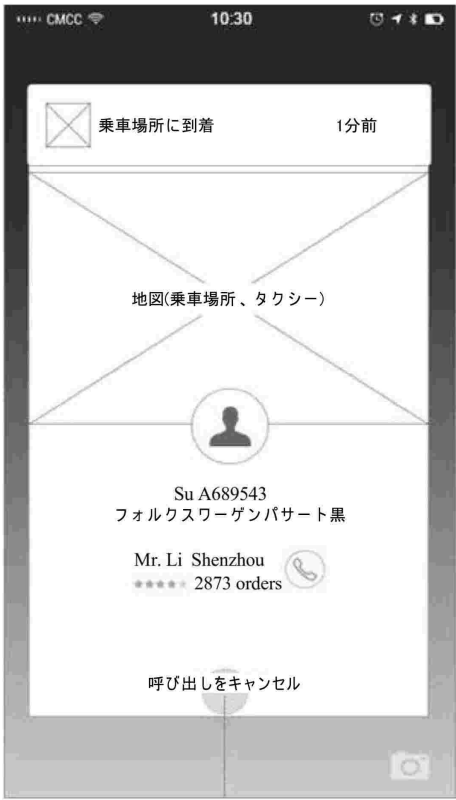 CMCC 10:30
乗車場所に到着 1分前
地図(乗車場所、タクシー)
Su A689543
フォルクスワーゲンパサート黒
Mr. Li Shenzhou
2873 orders
呼び出しをキャンセル